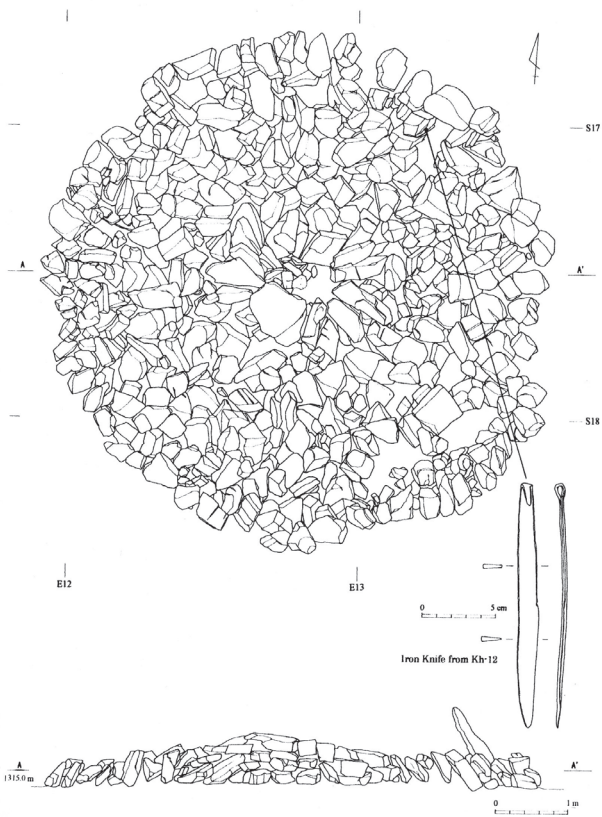 S17
A
A'
S18
E12
E13
0 5 cm
Iron Knife from Kh-12
A
1315.0 m
A'
0 1 m